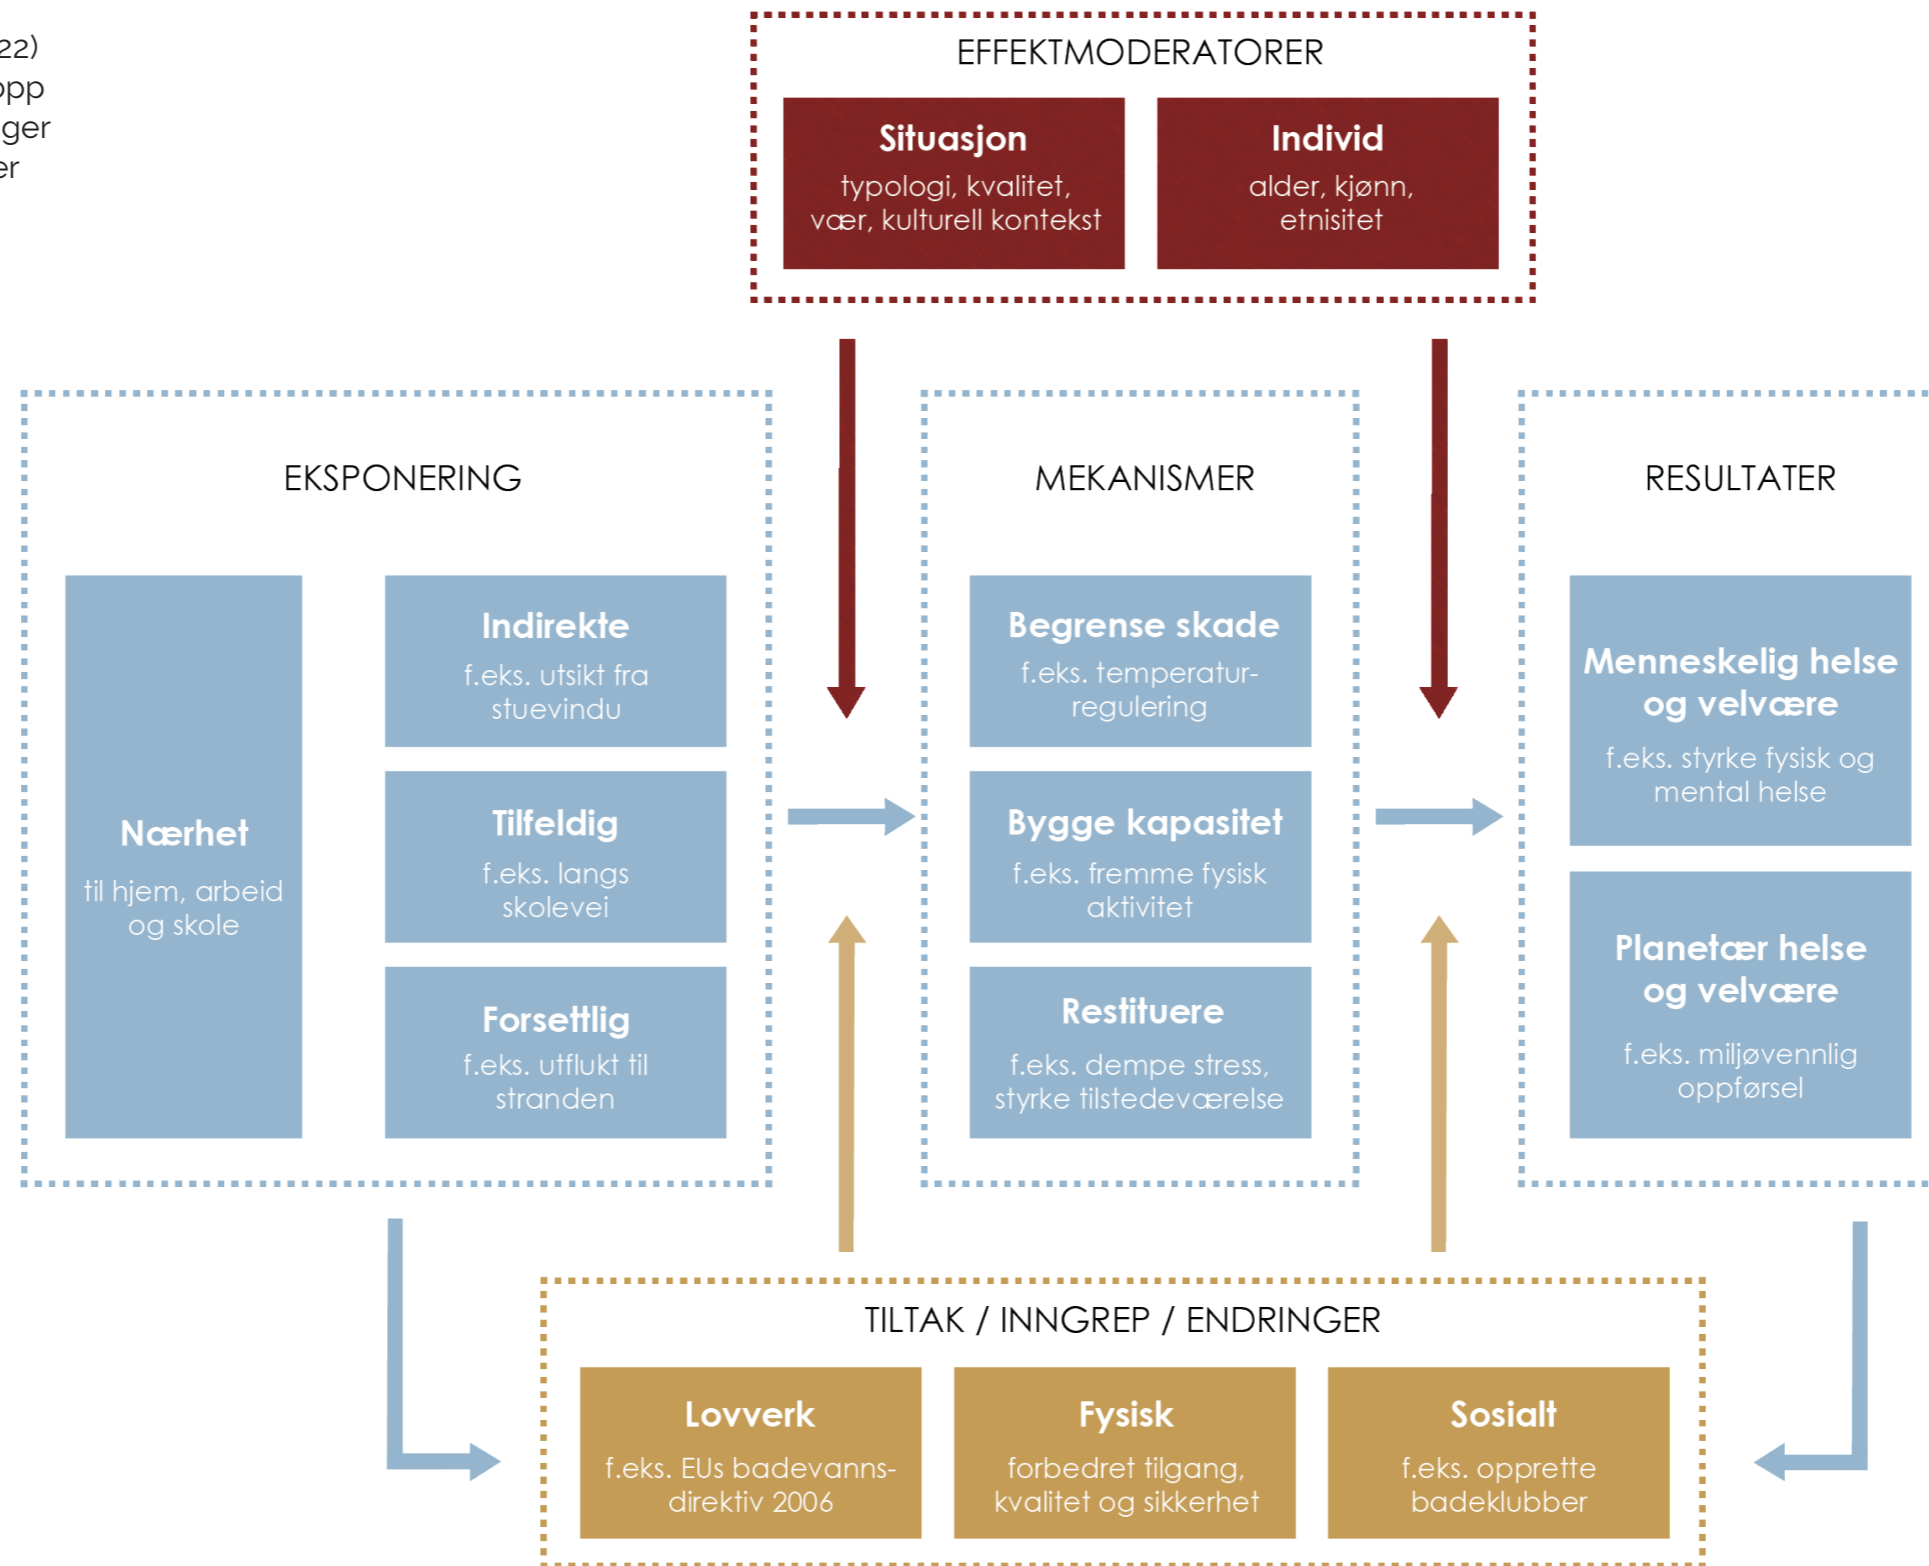 22)
opp
ger
er
EFFEKTMODERATORER
Situasjon
typologi, kvalitet,
vær, kulturell kontekst
Individ
alder, kjønn,
etnisitet
EKSPONERING
Nærhet
til hjem, arbeid
og skole
Indirekte
f.eks. utsikt fra
stuevindu
Tilfeldig
f.eks. langs
skolevei
Forsettlig
f.eks. utflukt til
stranden
MEKANISMER
Begrense skade
f.eks. temperatur-
regulering
Bygge kapasitet
f.eks. fremme fysisk
aktivitet
Restituere
f.eks. dempe stress,
styrke tilstedeværelse
RESULTATER
Menneskelig helse
og velvære
f.eks. styrke fysisk og
mental helse
Planetær helse
og velvære
f.eks. miljøvennlig
oppførsel
TILTAK / INNGREP / ENDRINGER
Lovverk
f.eks. EUs badevanns-
direktiv 2006
Fysisk
forbedret tilgang,
kvalitet og sikkerhet
Sosialt
f.eks. opprette
badeklubber